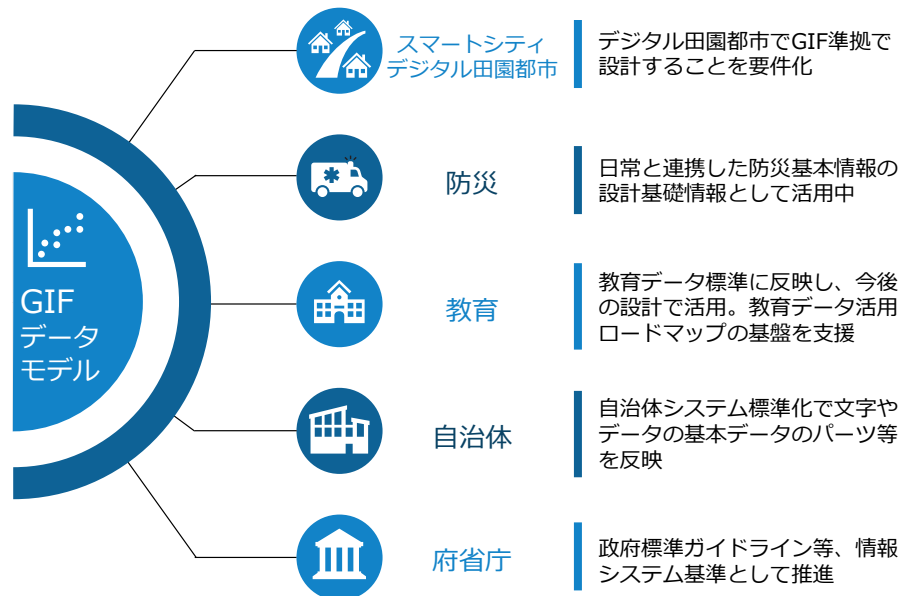 GIF
データ
モデル
スマートシティ
デジタル田園都市
デジタル田園都市でGIF準拠で
設計することを要件化
防災
日常と連携した防災基本情報の
設計基礎情報として活用中
教育
教育データ標準に反映し、今後
の設計で活用。教育データ活用
ロードマップの基盤を支援
自治体
自治体システム標準化で文字や
データの基本データのパーツ等
を反映
府省庁
政府標準ガイドライン等、情報
システム基準として推進